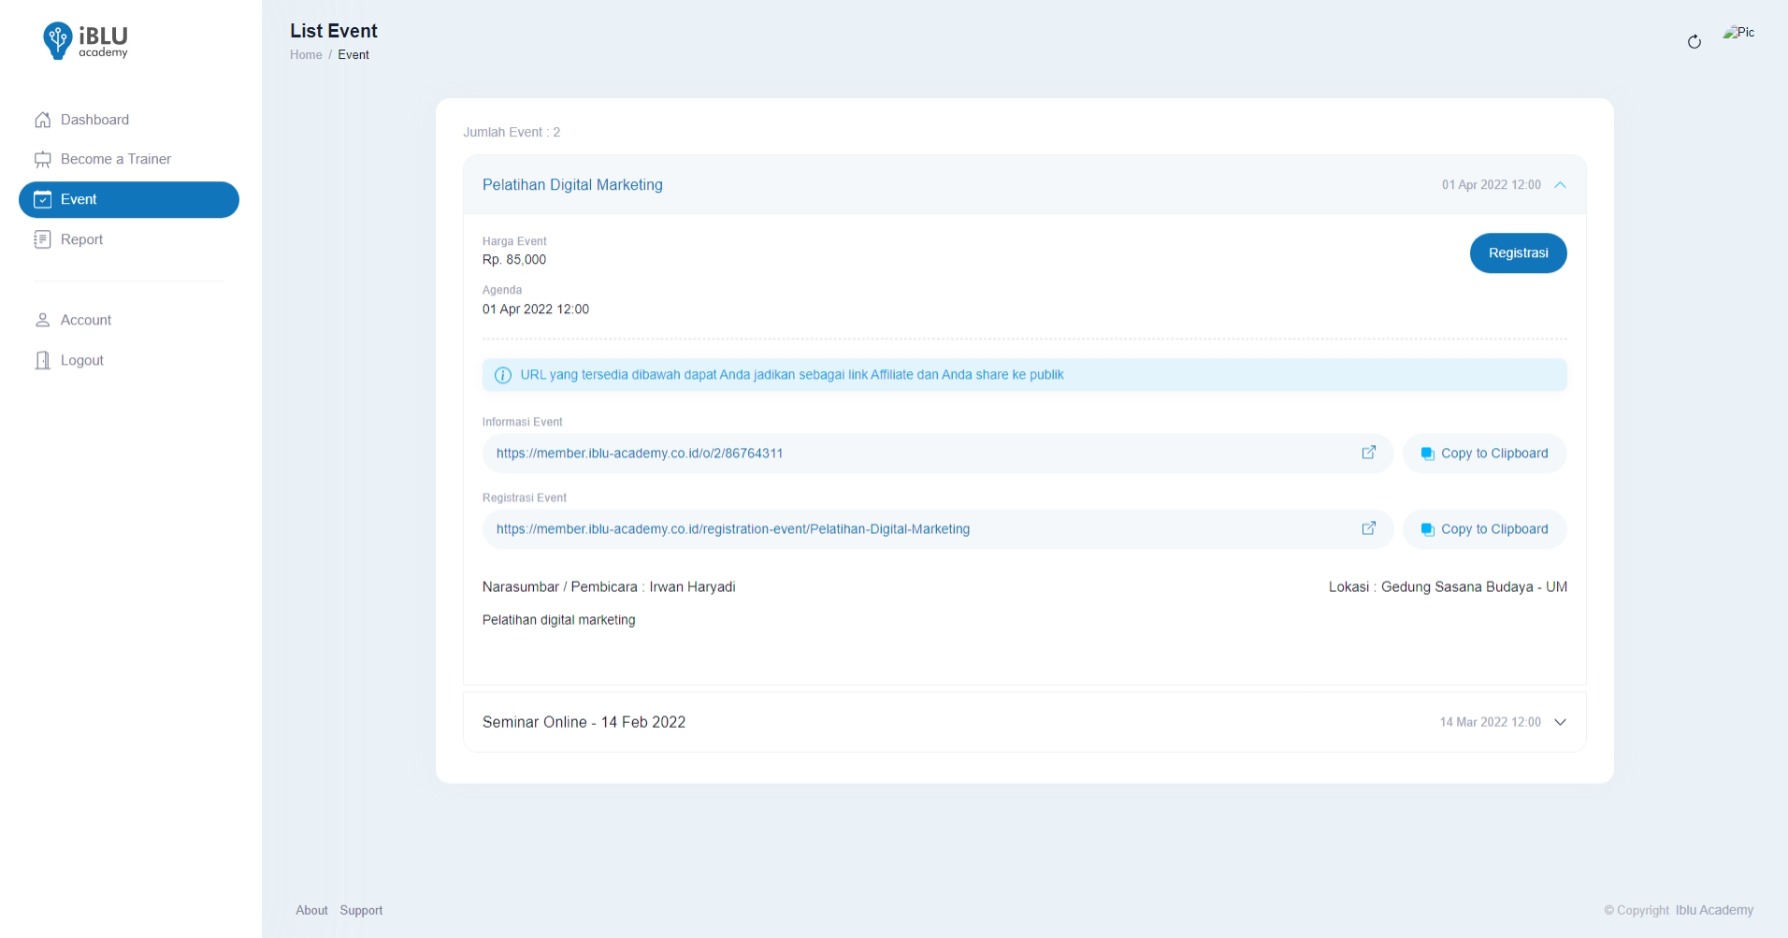 iBLU
academy
List Event
Home / Event
Pic
Dashboard
Become a Trainer
Event
Report
Account
Logout
Jumlah Event : 2
Pelatihan Digital Marketing
01 Apr 2022 12:00
Harga Event
Rp. 85,000
Registrasi
Agenda
01 Apr 2022 12:00
URL yang tersedia dibawah dapat Anda jadikan sebagai link Affiliate dan Anda share ke publik
Informasi Event
https://member.iblu-academy.co.id/o/2/86764311
Copy to Clipboard
Registrasi Event
https://member.iblu-academy.co.id/registration-event/Pelatihan-Digital-Marketing
Copy to Clipboard
Narasumbar / Pembicara : Irwan Haryadi
Lokasi : Gedung Sasana Budaya - UM
Pelatihan digital marketing
Seminar Online - 14 Feb 2022
14 Mar 2022 12:00
About Support
© Copyright Iblu Academy